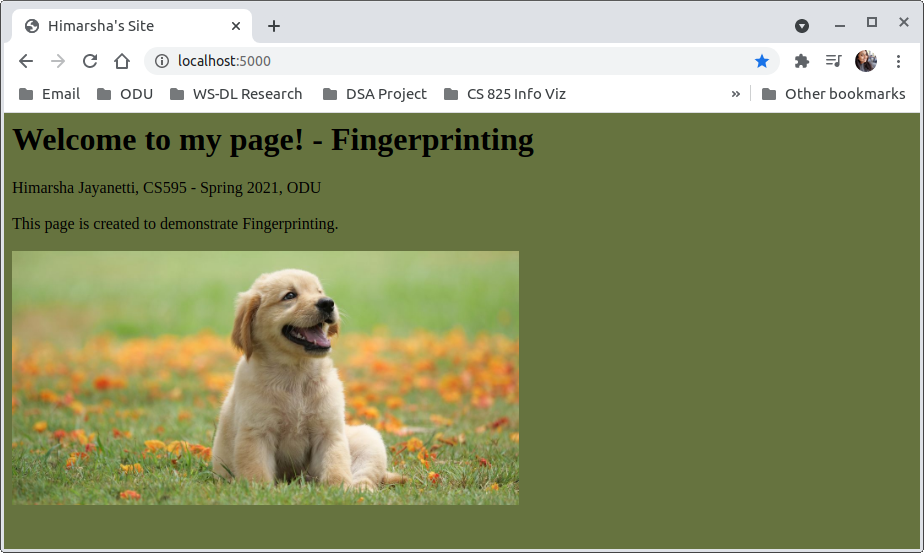 Himarsha's Site
localhost:5000
Email ODU WS-DL Research DSA Project CS 825 Info Viz » Other bookmarks
Welcome to my page! - Fingerprinting
Himarsha Jayanetti, CS595 - Spring 2021, ODU
This page is created to demonstrate Fingerprinting.